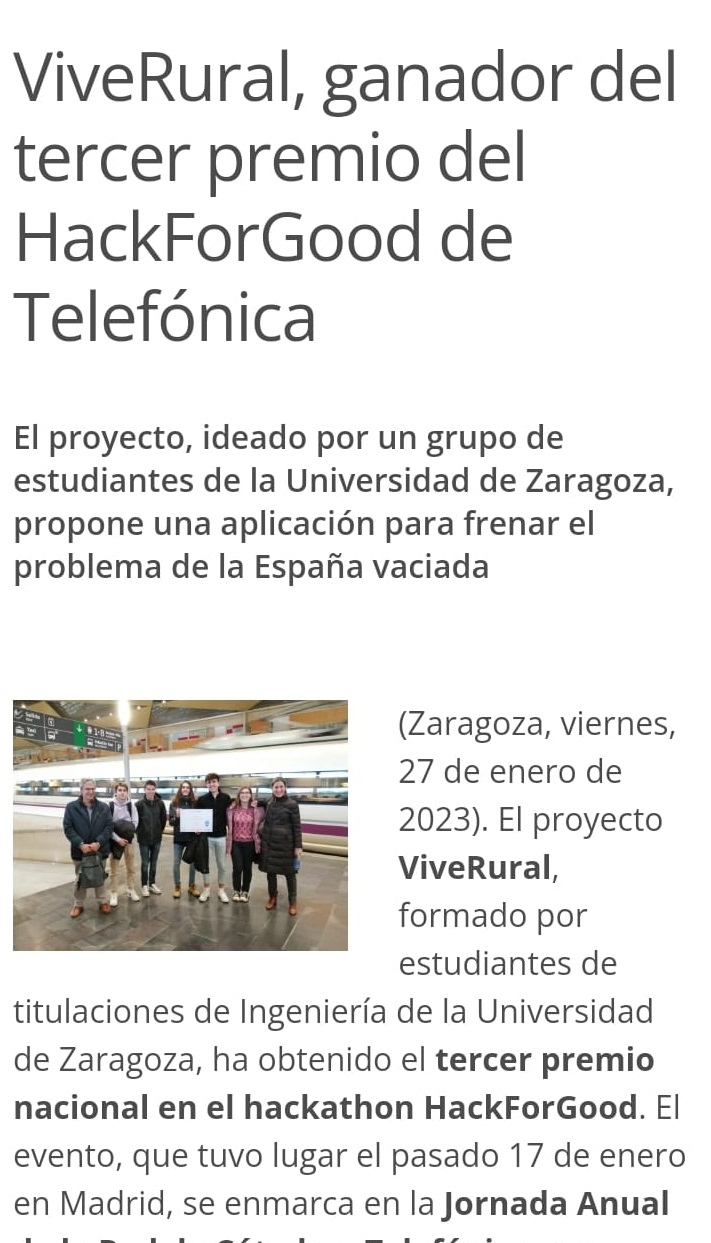 ViveRural, ganador del
tercer premio del
HackForGood de
Telefónica
El proyecto, ideado por un grupo de
estudiantes de la Universidad de Zaragoza,
propone una aplicación para frenar el
problema de la España vaciada
(Zaragoza, viernes,
27 de enero de
2023). El proyecto
ViveRural,
formado por
estudiantes de
titulaciones de Ingeniería de la Universidad
de Zaragoza, ha obtenido el tercer premio
nacional en el hackathon HackForGood. El
evento, que tuvo lugar el pasado 17 de enero
en Madrid, se enmarca en la Jornada Anual